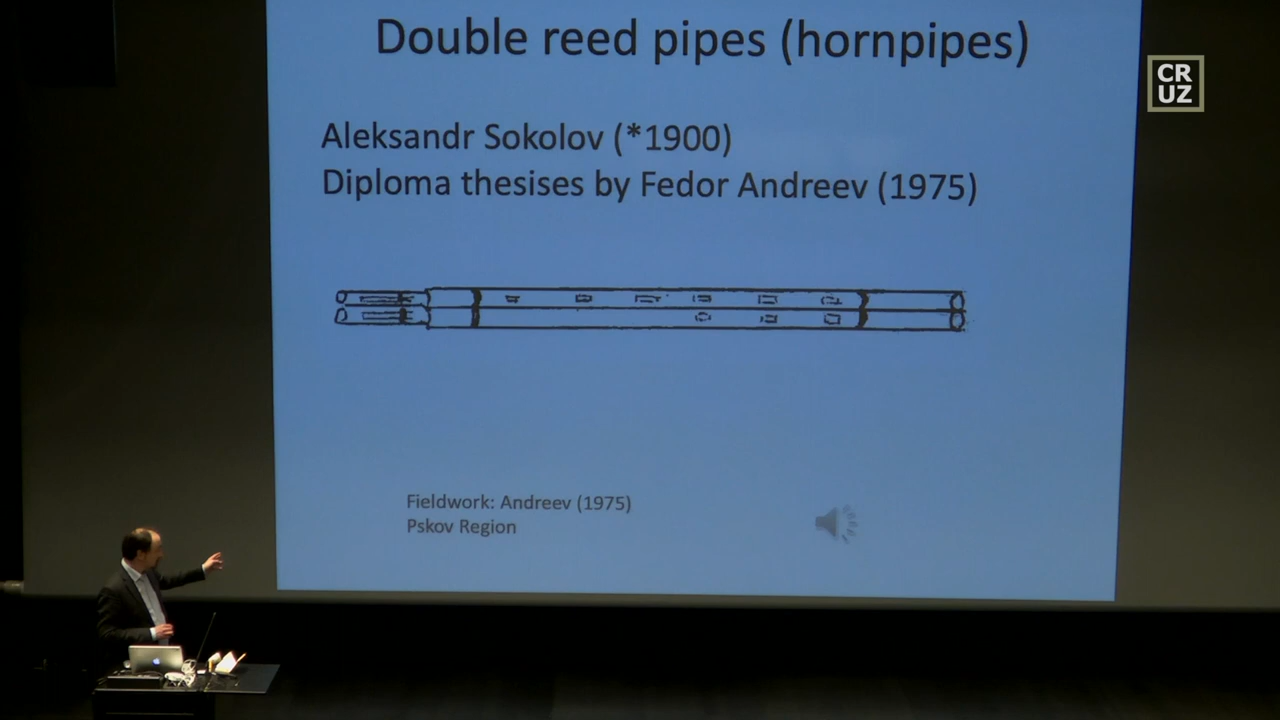 Double reed pipes (hornpipes)
CR
UZ
Aleksandr Sokolov (*1900)
Diploma thesises by Fedor Andreev (1975)
Fieldwork: Andreev (1975)
Pskov Region